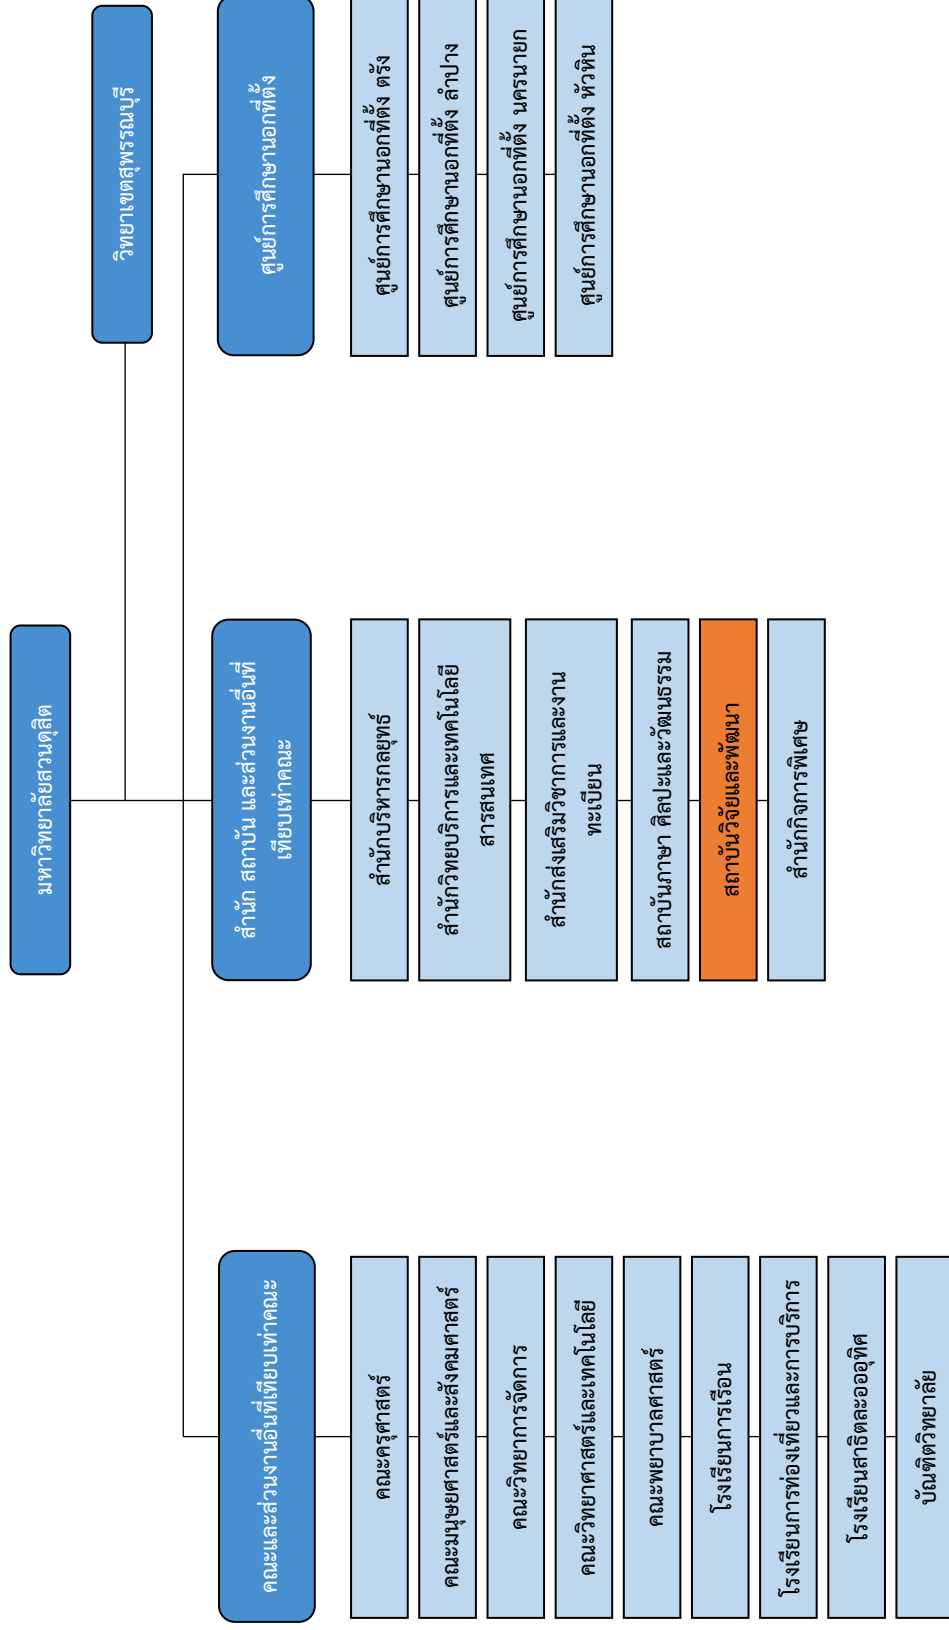 มหาวิทยาลัยสวนดุสิต
วิทยาเขตสุพรรณบุรี
คณะและส่วนงานอื่นที่เทียบเท่าคณะ
คณะครุศาสตร์
คณะมนุษยศาสตร์และสังคมศาสตร์
คณะวิทยาการจัดการ
คณะวิทยาศาสตร์และเทคโนโลยี
คณะพยาบาลศาสตร์
โรงเรียนการเรือน
โรงเรียนการท่องเที่ยวและการบริการ
โรงเรียนสาธิตละอออุทิศ
บัณฑิตวิทยาลัย
สำนัก สถาบัน และส่วนงานอื่นที่
เทียบเท่าคณะ
สำนักบริหารกลยุทธ์
สำนักวิทยบริการและเทคโนโลยี
สารสนเทศ
สำนักส่งเสริมวิชาการและงาน
ทะเบียน
สถาบันภาษา ศิลปะและวัฒนธรรม
สถาบันวิจัยและพัฒนา
สำนักกิจการพิเศษ
ศูนย์การศึกษานอกที่ตั้ง
ศูนย์การศึกษานอกที่ตั้ง ตรัง
ศูนย์การศึกษานอกที่ตั้ง ลำปาง
ศูนย์การศึกษานอกที่ตั้ง นครนายก
ศูนย์การศึกษานอกที่ตั้ง หัวหิน